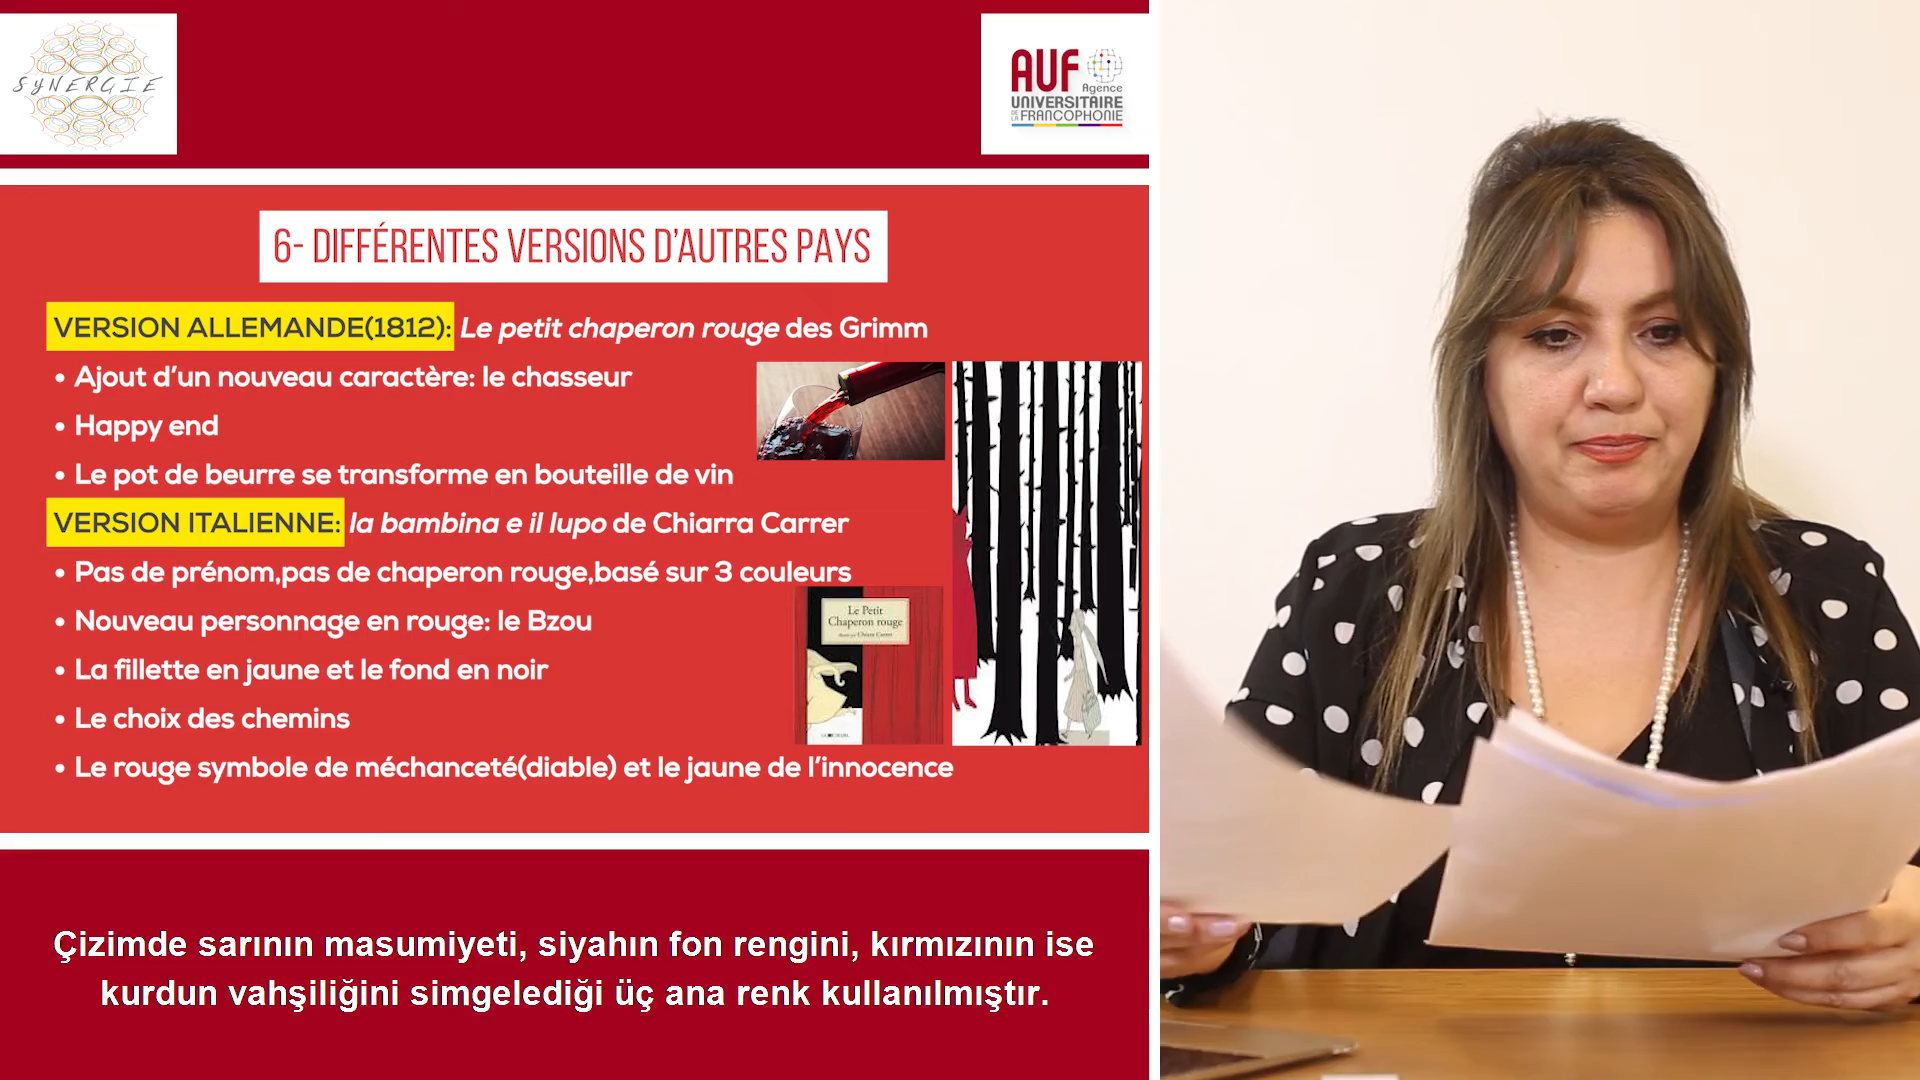 SYNERGIE
AUF
Agence
UNIVERSITAIRE
DE LA FRANCOPHONIE
6- DIFFÉRENTES VERSIONS D’AUTRES PAYS
VERSION ALLEMANDE(1812): Le petit chaperon rouge des Grimm
• Ajout d’un nouveau caractère: le chasseur
• Happy end
• Le pot de beurre se transforme en bouteille de vin
VERSION ITALIENNE: la bambina e il lupo de Chiarra Carrer
• Pas de prénom,pas de chaperon rouge,basé sur 3 couleurs
• Nouveau personnage en rouge: le Bzou
Le Petit
Chaperon rouge
• La fillette en jaune et le fond en noir
• Le choix des chemins
• Le rouge symbole de méchanceté(diable) et le jaune de l’innocence
Çizimde sarının masumiyeti, siyahın fon rengini, kırmızının ise
kurdun vahşiliğini simgelediği üç ana renk kullanılmıştır.